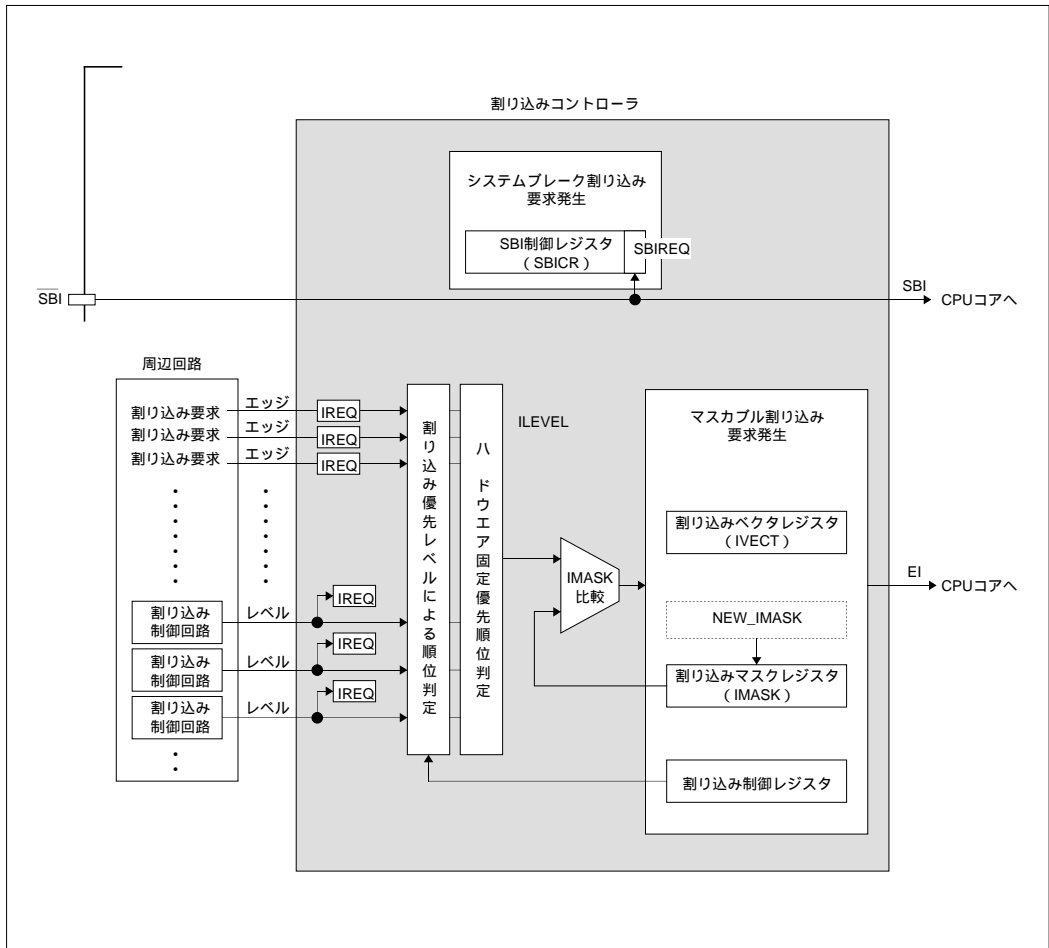 割り込みコントローラ
システムブレーク割り込み
要求発生
SBI制御レジスタ
（SBICR）
SBIREQ
SBI
SBI
CPUコアへ
周辺回路
割り込み要求
エッジ
IREQ
割り込み要求
エッジ
IREQ
割り込み要求
エッジ
IREQ
割り込み
制御回路
レベル
IREQ
割り込み
制御回路
レベル
IREQ
割り込み
制御回路
レベル
IREQ
割り込み優先レベルによる順位判定
ハ ドウエア固定優先順位判定
ILEVEL
IMASK
比較
マスカブル割り込み
要求発生
割り込みベクタレジスタ
（IVECT）
NEW_IMASK
割り込みマスクレジスタ
（IMASK）
割り込み制御レジスタ
EI
CPUコアへ